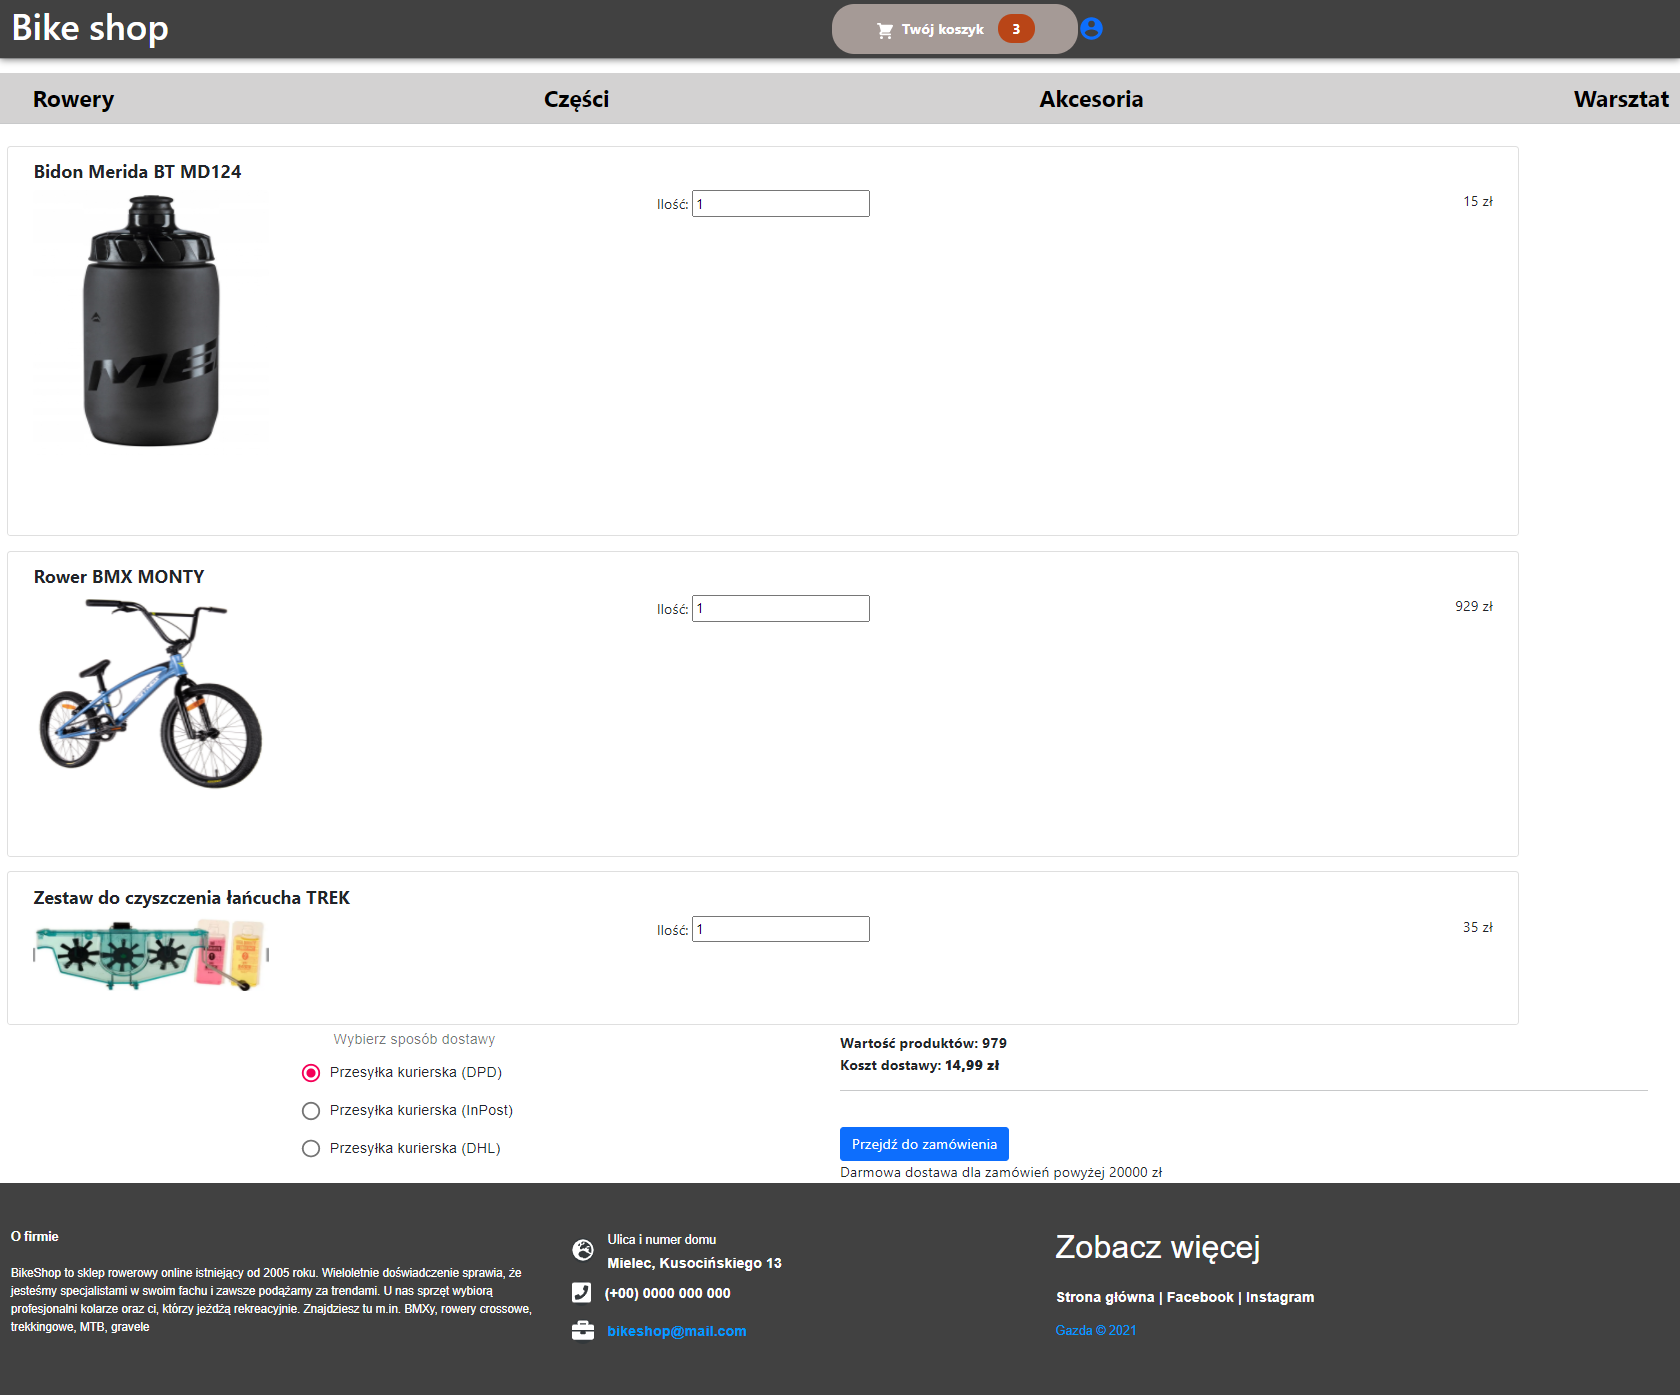 Bike shop
Twój koszyk 3
Rowery Części Akcesoria Warsztat
Bidon Merida BT MD124
Ilość: 1 15 zł
ME
Rower BMX MONTY
Ilość: 1 929 zł
Zestaw do czyszczenia łańcucha TREK
Ilość: 1 35 zł
Wybierz sposób dostawy
Przesyłka kurierska (DPD)
Przesyłka kurierska (InPost)
Przesyłka kurierska (DHL)
Wartość produktów: 979
Koszt dostawy: 14,99 zł
Przejdź do zamówienia
Darmowa dostawa dla zamówień powyżej 20000 zł
O firmie
BikeShop to sklep rowerowy online istniejący od 2005 roku. Wieloletnie doświadczenie sprawia, że
jesteśmy specjalistami w swoim fachu i zawsze podążamy za trendami. U nas sprzęt wybiorą
profesjonalni kolarze oraz ci, którzy jeżdżą rekreacyjnie. Znajdziesz tu m.in. BMXy, rowery crossowe,
trekkingowe, MTB, gravele
Ulica i numer domu
Mielec, Kusocińskiego 13
(+00) 0000 000 000
bikeshop@mail.com
Zobacz więcej
Strona główna | Facebook | Instagram
Gazda © 2021